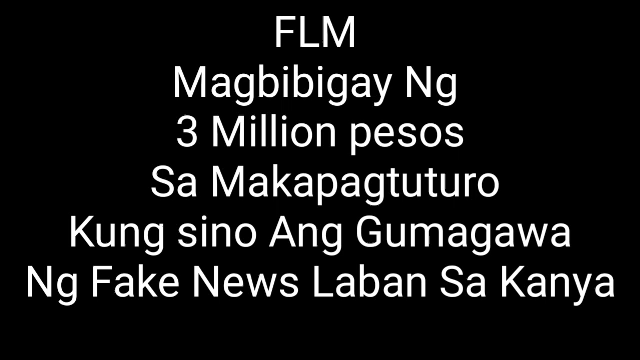 FLM
Magbibigay Ng
3 Million pesos
Sa Makapagtuturo
Kung sino Ang Gumagawa
Ng Fake News Laban Sa Kanya